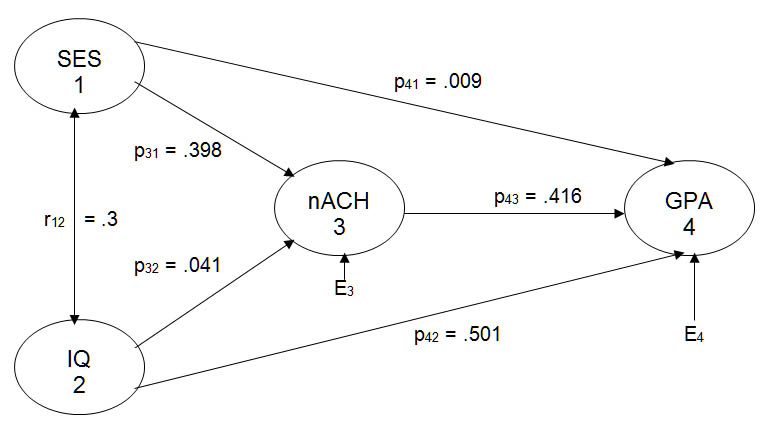 SES
1
p41 = .009
p31 = .398
nACH
3
p43 = .416
GPA
4
r12 = .3
p32 = .041
E3
E4
p42 = .501
IQ
2